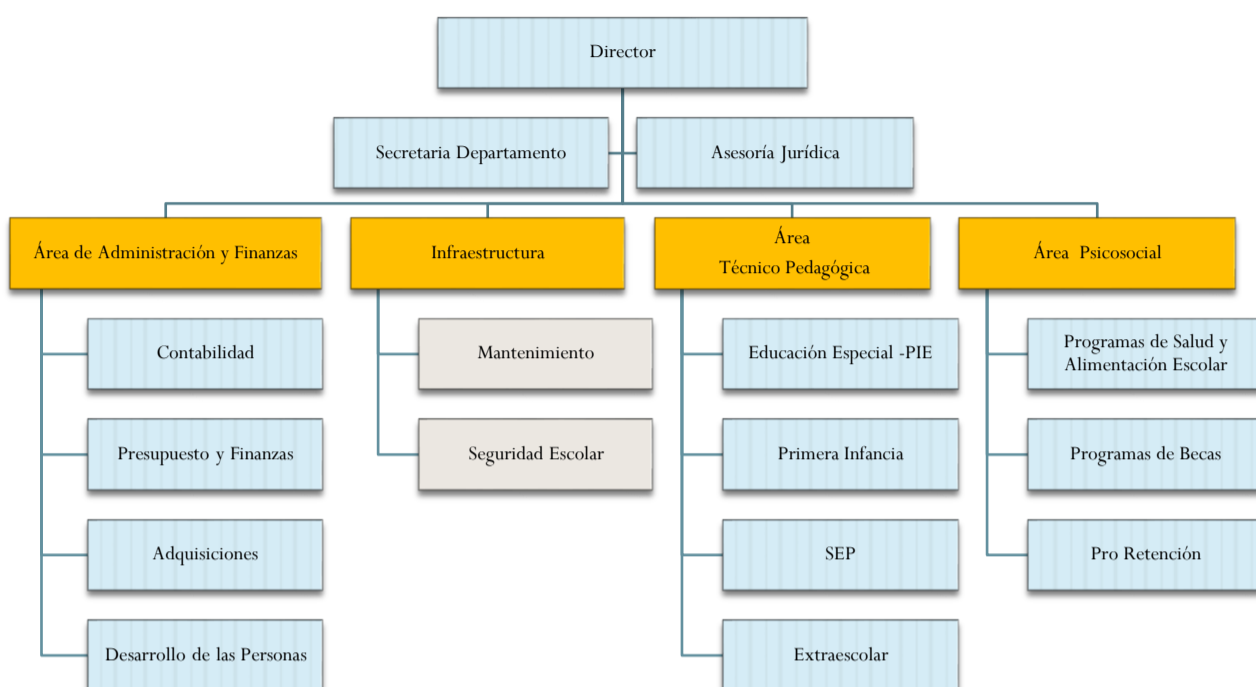 Director
Secretaria Departamento
Asesoría Jurídica
Área de Administración y Finanzas
Infraestructura
Área
Técnico Pedagógica
Área Psicosocial
Contabilidad
Mantenimiento
Educación Especial -PIE
Programas de Salud y
Alimentación Escolar
Presupuesto y Finanzas
Seguridad Escolar
Primera Infancia
Programas de Becas
Adquisiciones
SEP
Pro Retención
Desarrollo de las Personas
Extraescolar